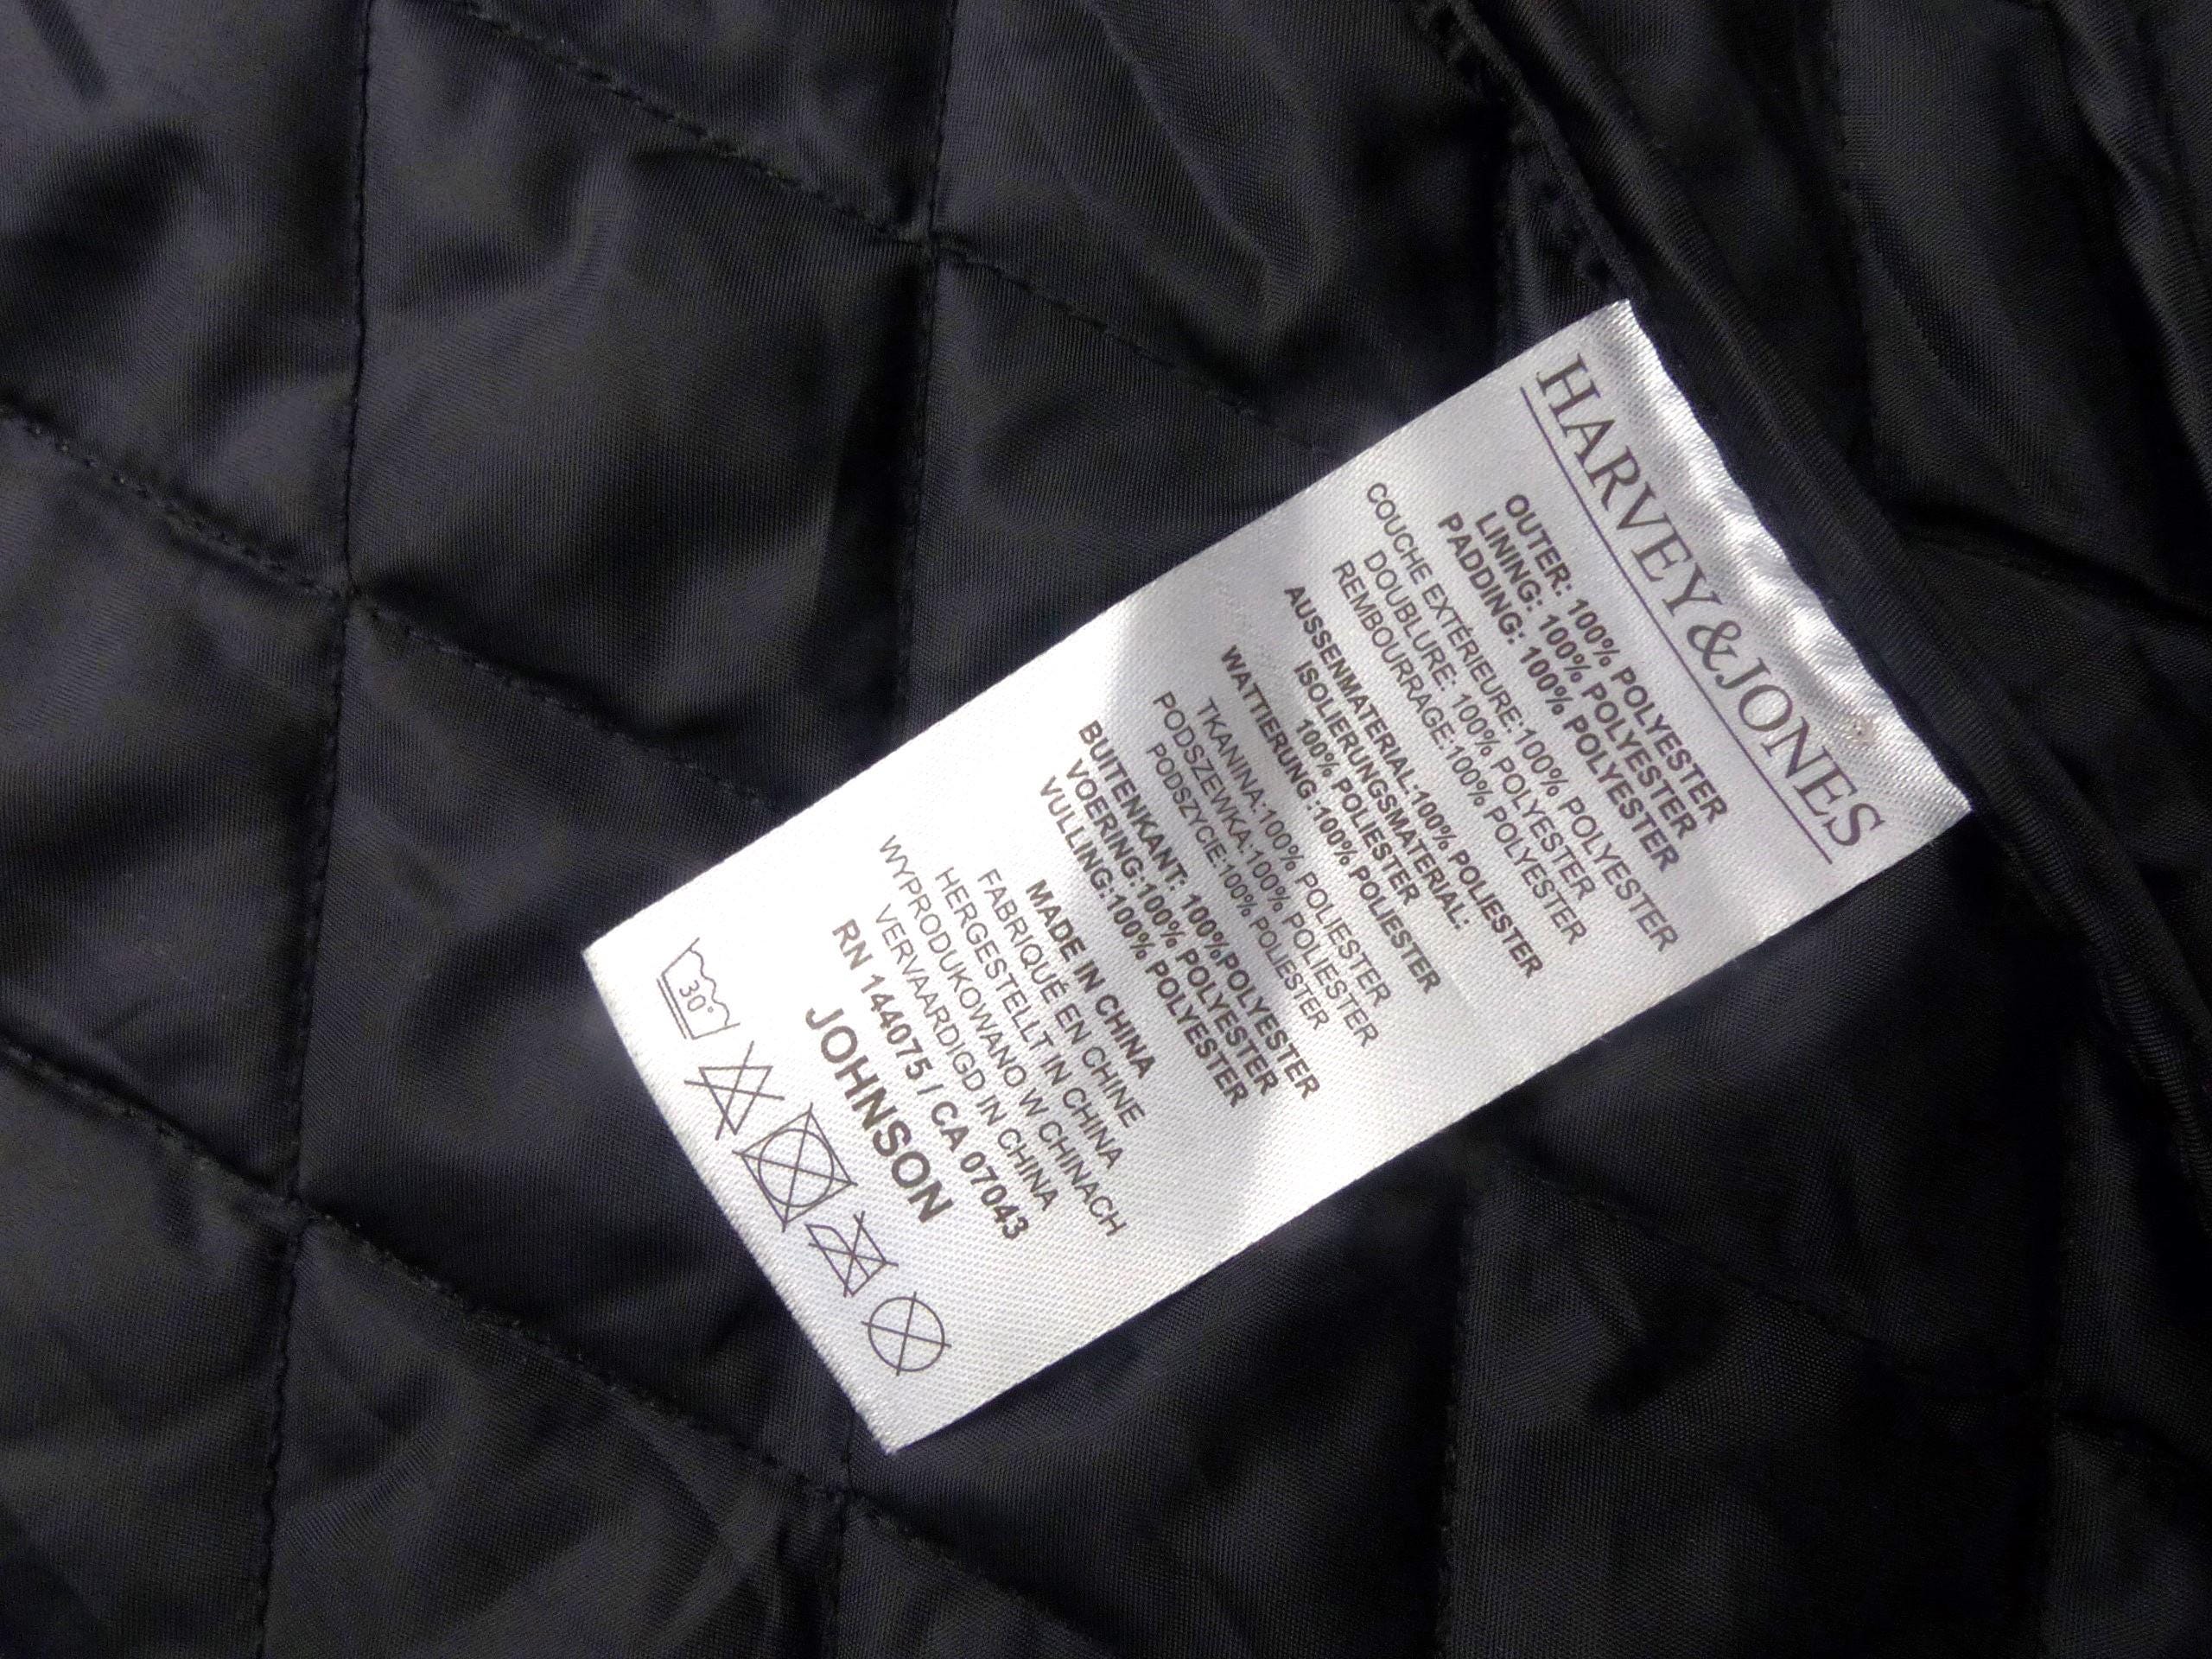 HARVEY&JONES
OUTER: 100% POLYESTER
LINING: 100% POLYESTER
PADDING: 100% POLYESTER
COUCHE EXTÉRIEURE:100% POLYESTER
DOUBLURE: 100% POLYESTER
REMBOURRAGE:100% POLYESTER
AUSSENMATERIAL:100% POLIESTER
ISOLIERUNGSMATERIAL:
100% POLIESTER
WATTIERUNG:100% POLIESTER
TKANINA:100% POLIESTER
PODSZEWKA:100% POLIESTER
PODSZYCIE:100% POLIESTER
BUITENKANT: 100%POLYESTER
VOERING:100% POLYESTER
VULLING:100% POLYESTER
MADE IN CHINA
FABRIQUÉ EN CHINE
HERGESTELLT IN CHINA
WYPRODUKOWANO W CHINACH
VERVAARDIGD IN CHINA
RN 144075 / CA 07043
JOHNSON
30°